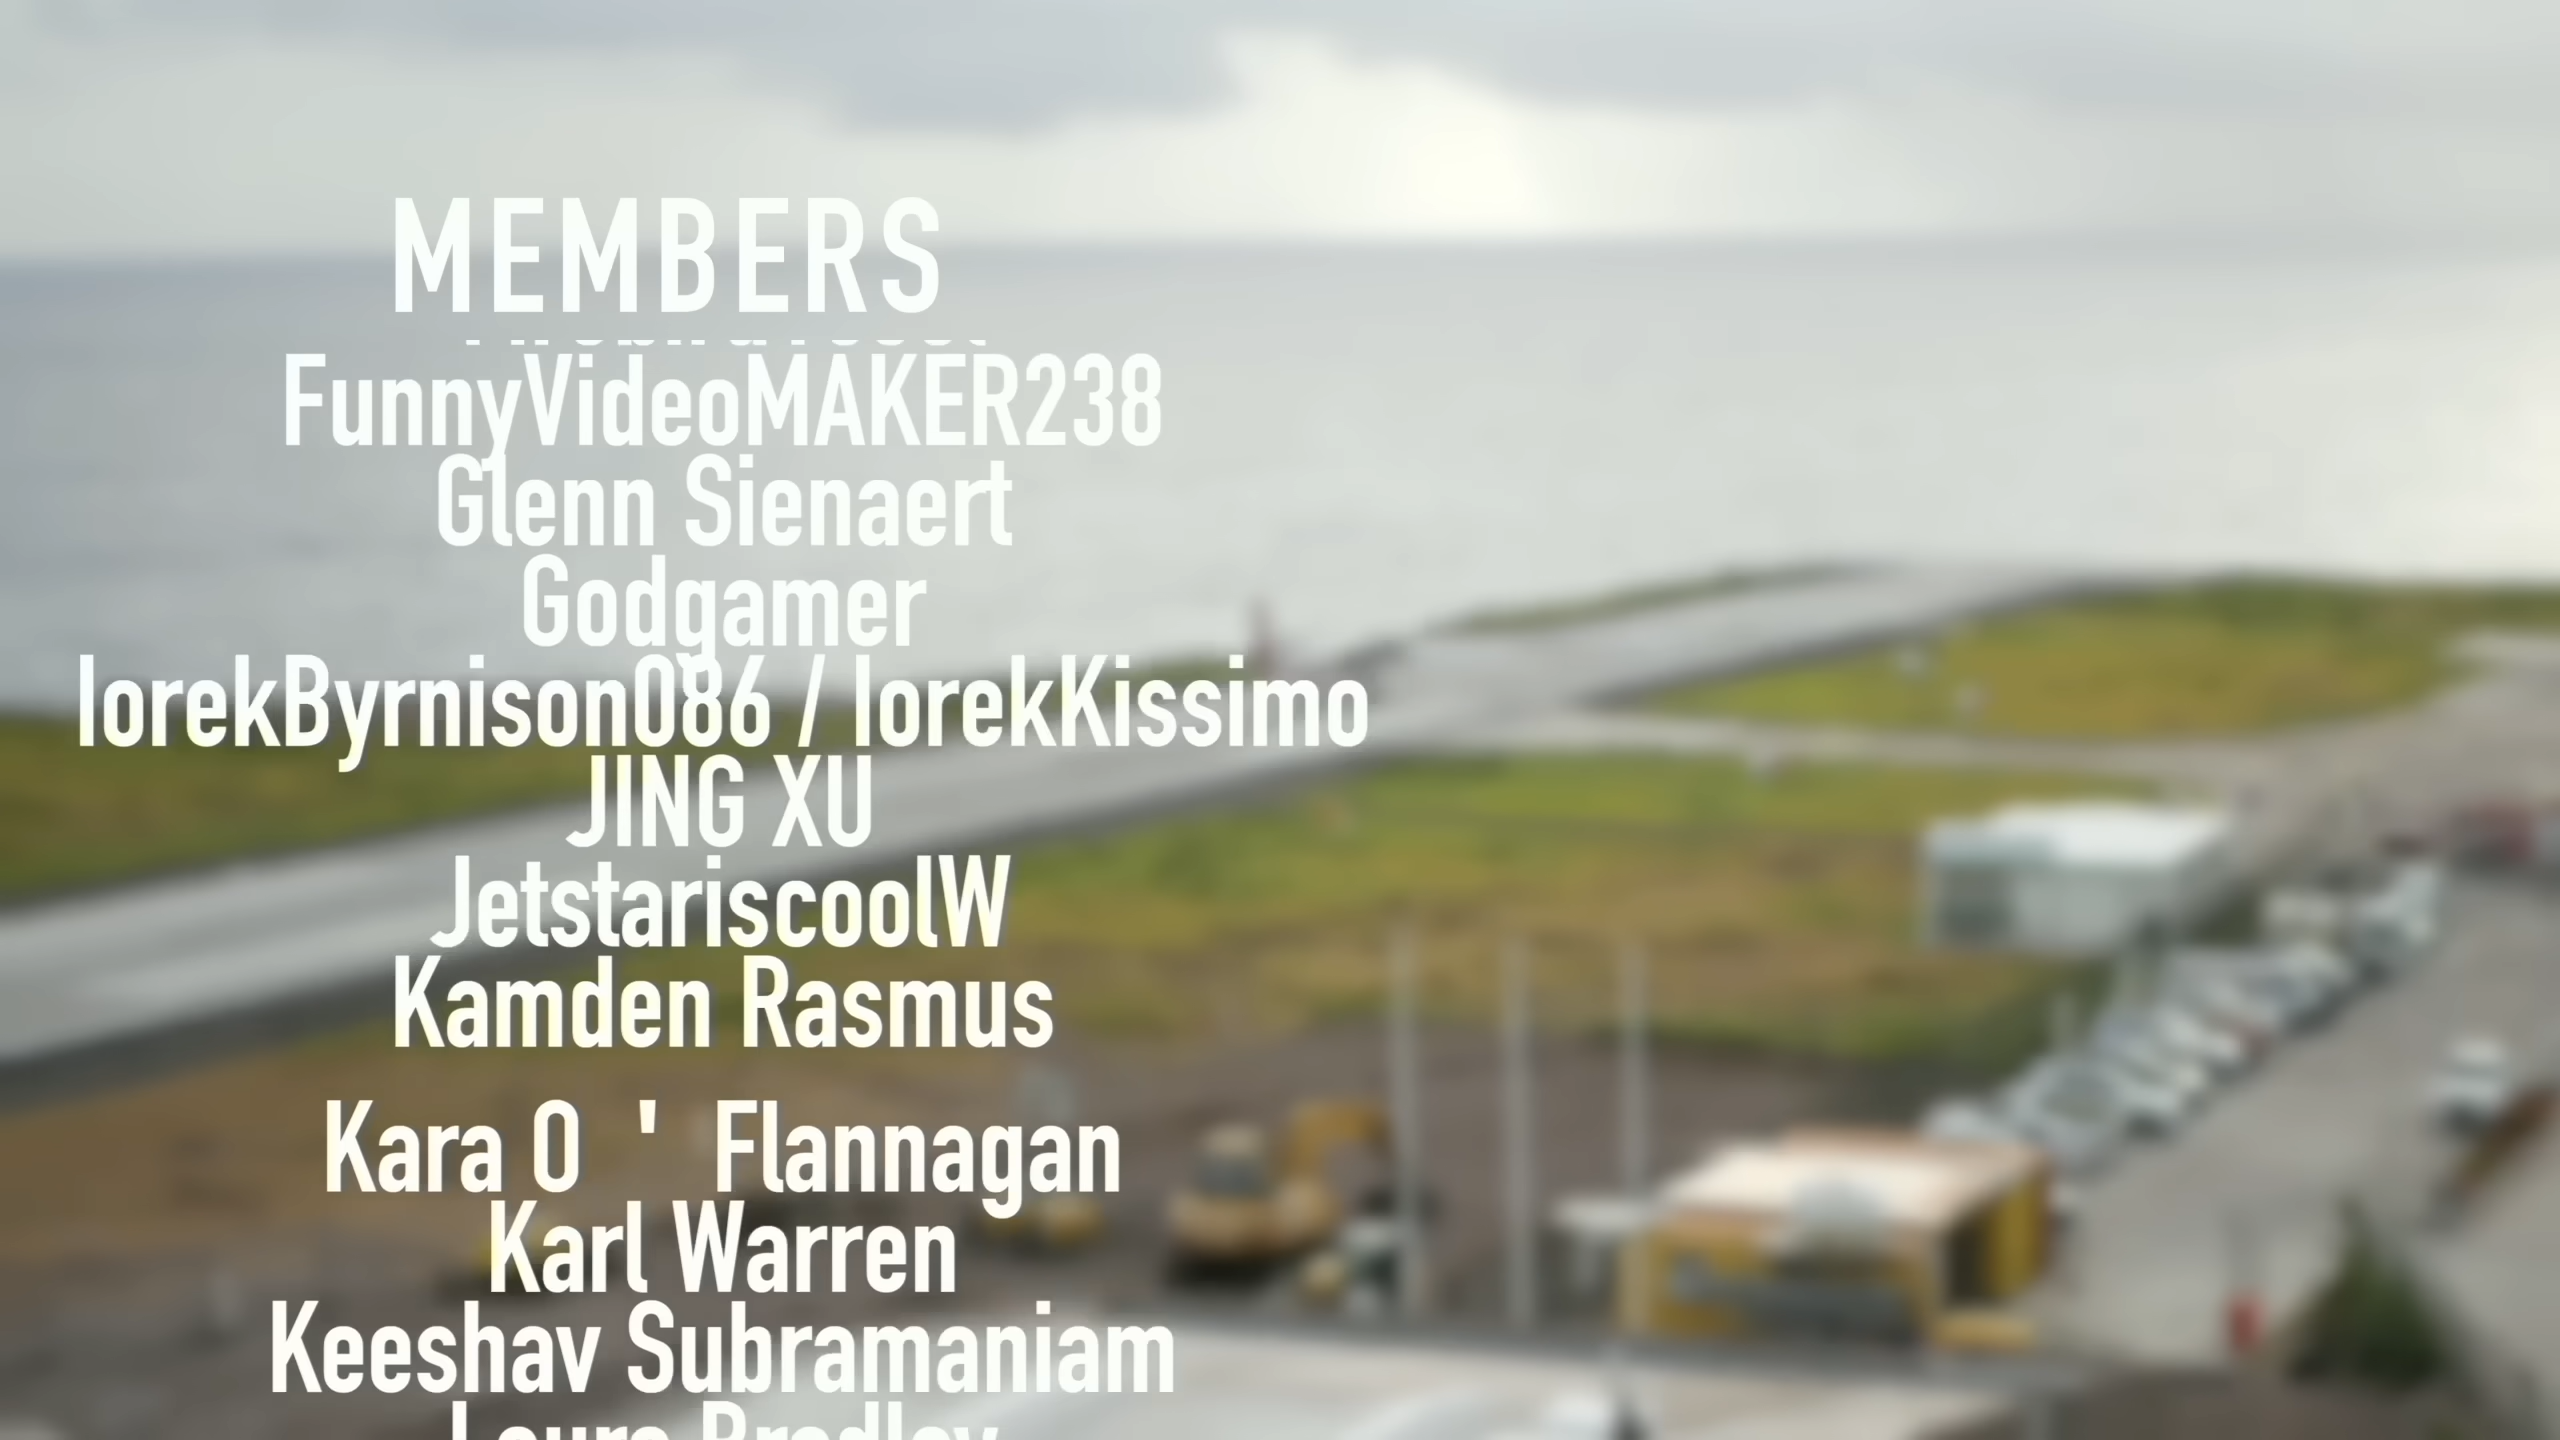 MEMBERS
FunnyVideoMAKER238
Glenn Sienaert
Godgamer
IorekByrnison086 / IorekKissimo
JING XU
JetstariscoolW
Kamden Rasmus
Kara O ' Flannagan
Karl Warren
Keeshav Subramaniam